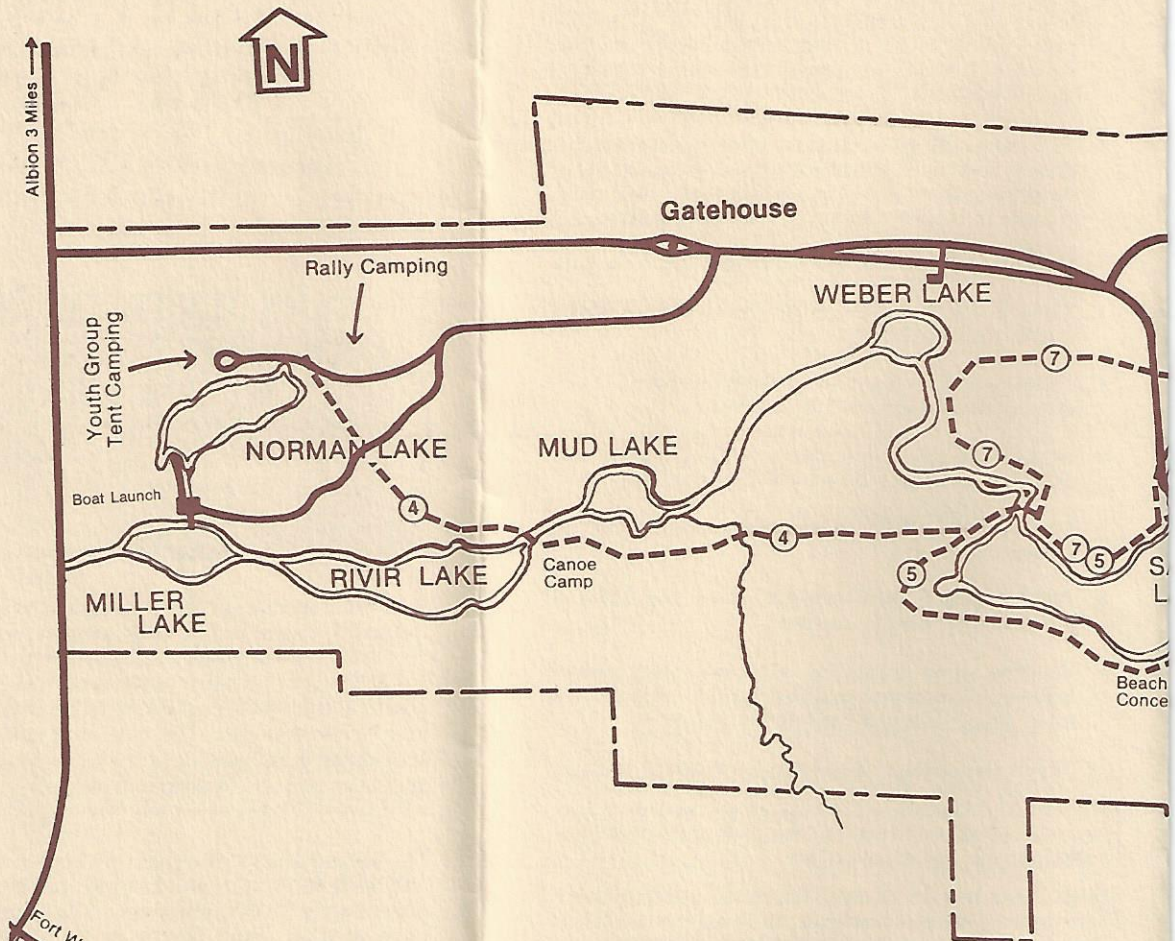 N
Albion 3 Miles
Gatehouse
Rally Camping
WEBER LAKE
Youth Group
Tent Camping
7
NORMAN LAKE
MUD LAKE
7
Boat Launch
4
4
Canoe
Camp
7
5
5
RIVIR LAKE
MILLER
LAKE
Beach
Fort